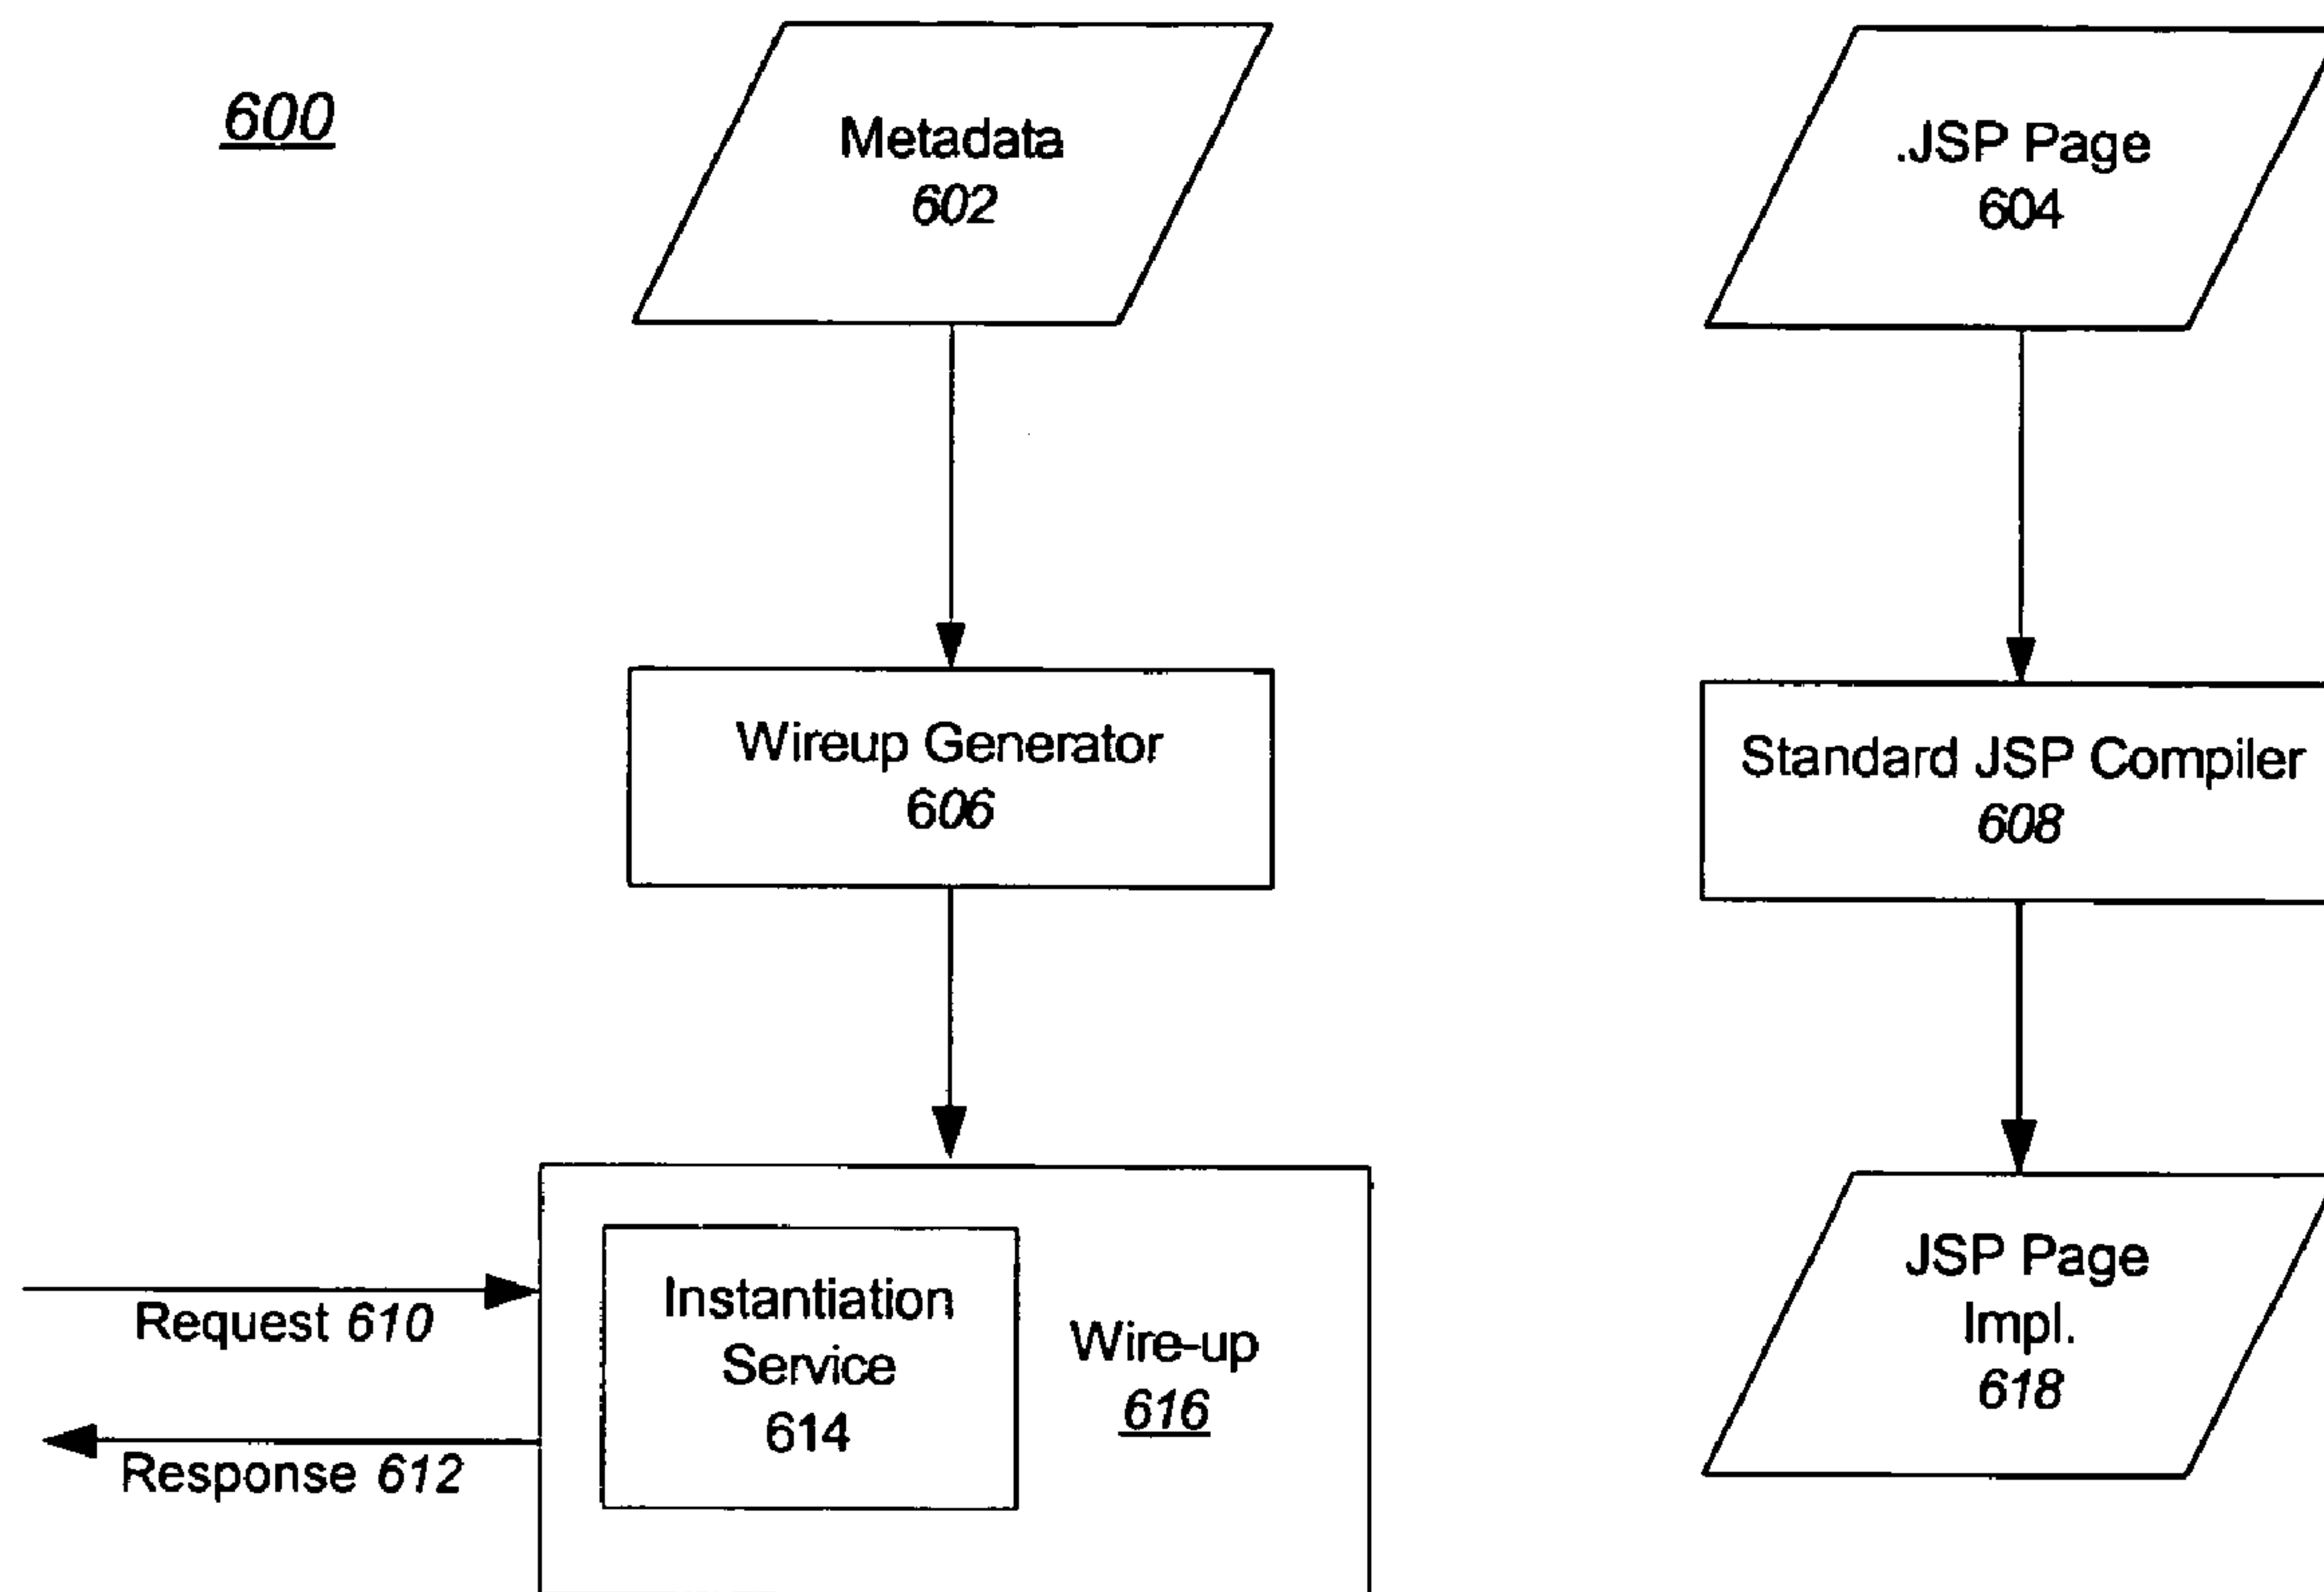 600
Metadata
602
.JSP Page
604
Wireup Generator
606
Standard JSP Compiler
608
Request 610
Response 612
Instantiation
Service
614
Wire-up
616
JSP Page
Impl.
618